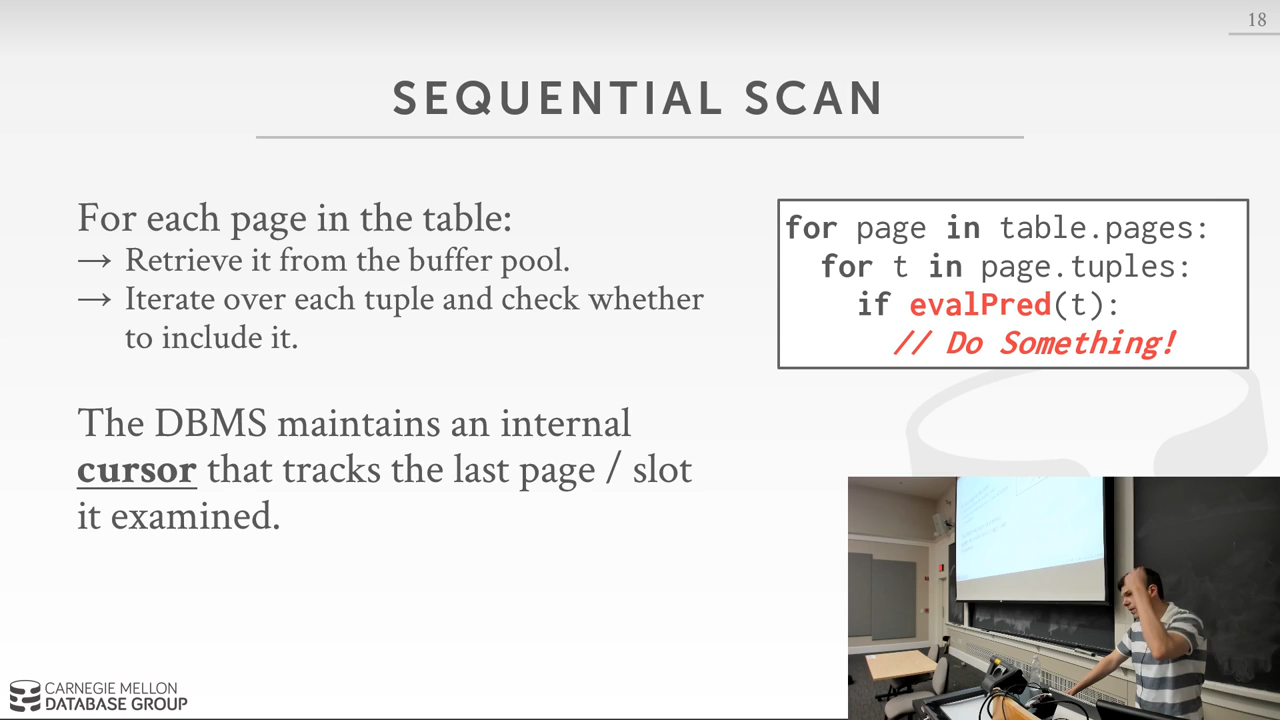 18
SEQUENTIAL SCAN
For each page in the table:
→ Retrieve it from the buffer pool.
→ Iterate over each tuple and check whether
to include it.
The DBMS maintains an internal
cursor that tracks the last page / slot
it examined.
for page in table.pages:
for t in page.tuples:
if evalPred(t):
// Do Something!
CARNEGIE MELLON
DATABASE GROUP